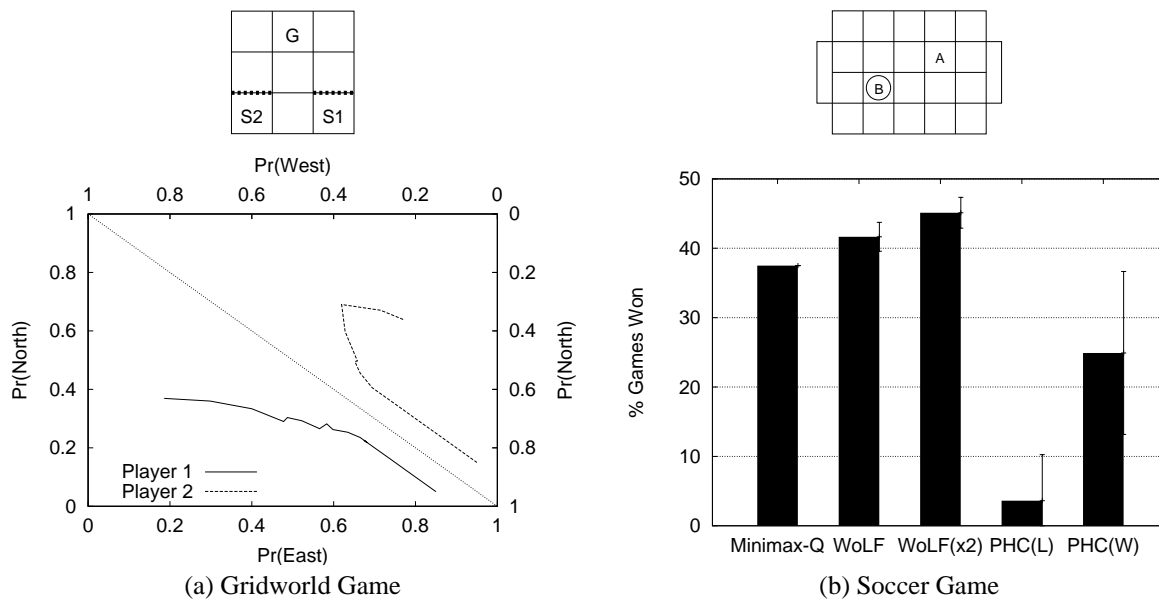 G
S2 S1
Pr(West)
1 0.8 0.6 0.4 0.2 0
1 0
0.8 0.2
0.6 0.4
0.4 0.6
0.2 0.8
0 1
Pr(North)
Pr(North)
Player 1
Player 2
0 0.2 0.4 0.6 0.8 1
Pr(East)
(a) Gridworld Game
A
B
50
40
30
20
10
0
% Games Won
Minimax-Q WoLF WoLF(x2) PHC(L) PHC(W)
(b) Soccer Game